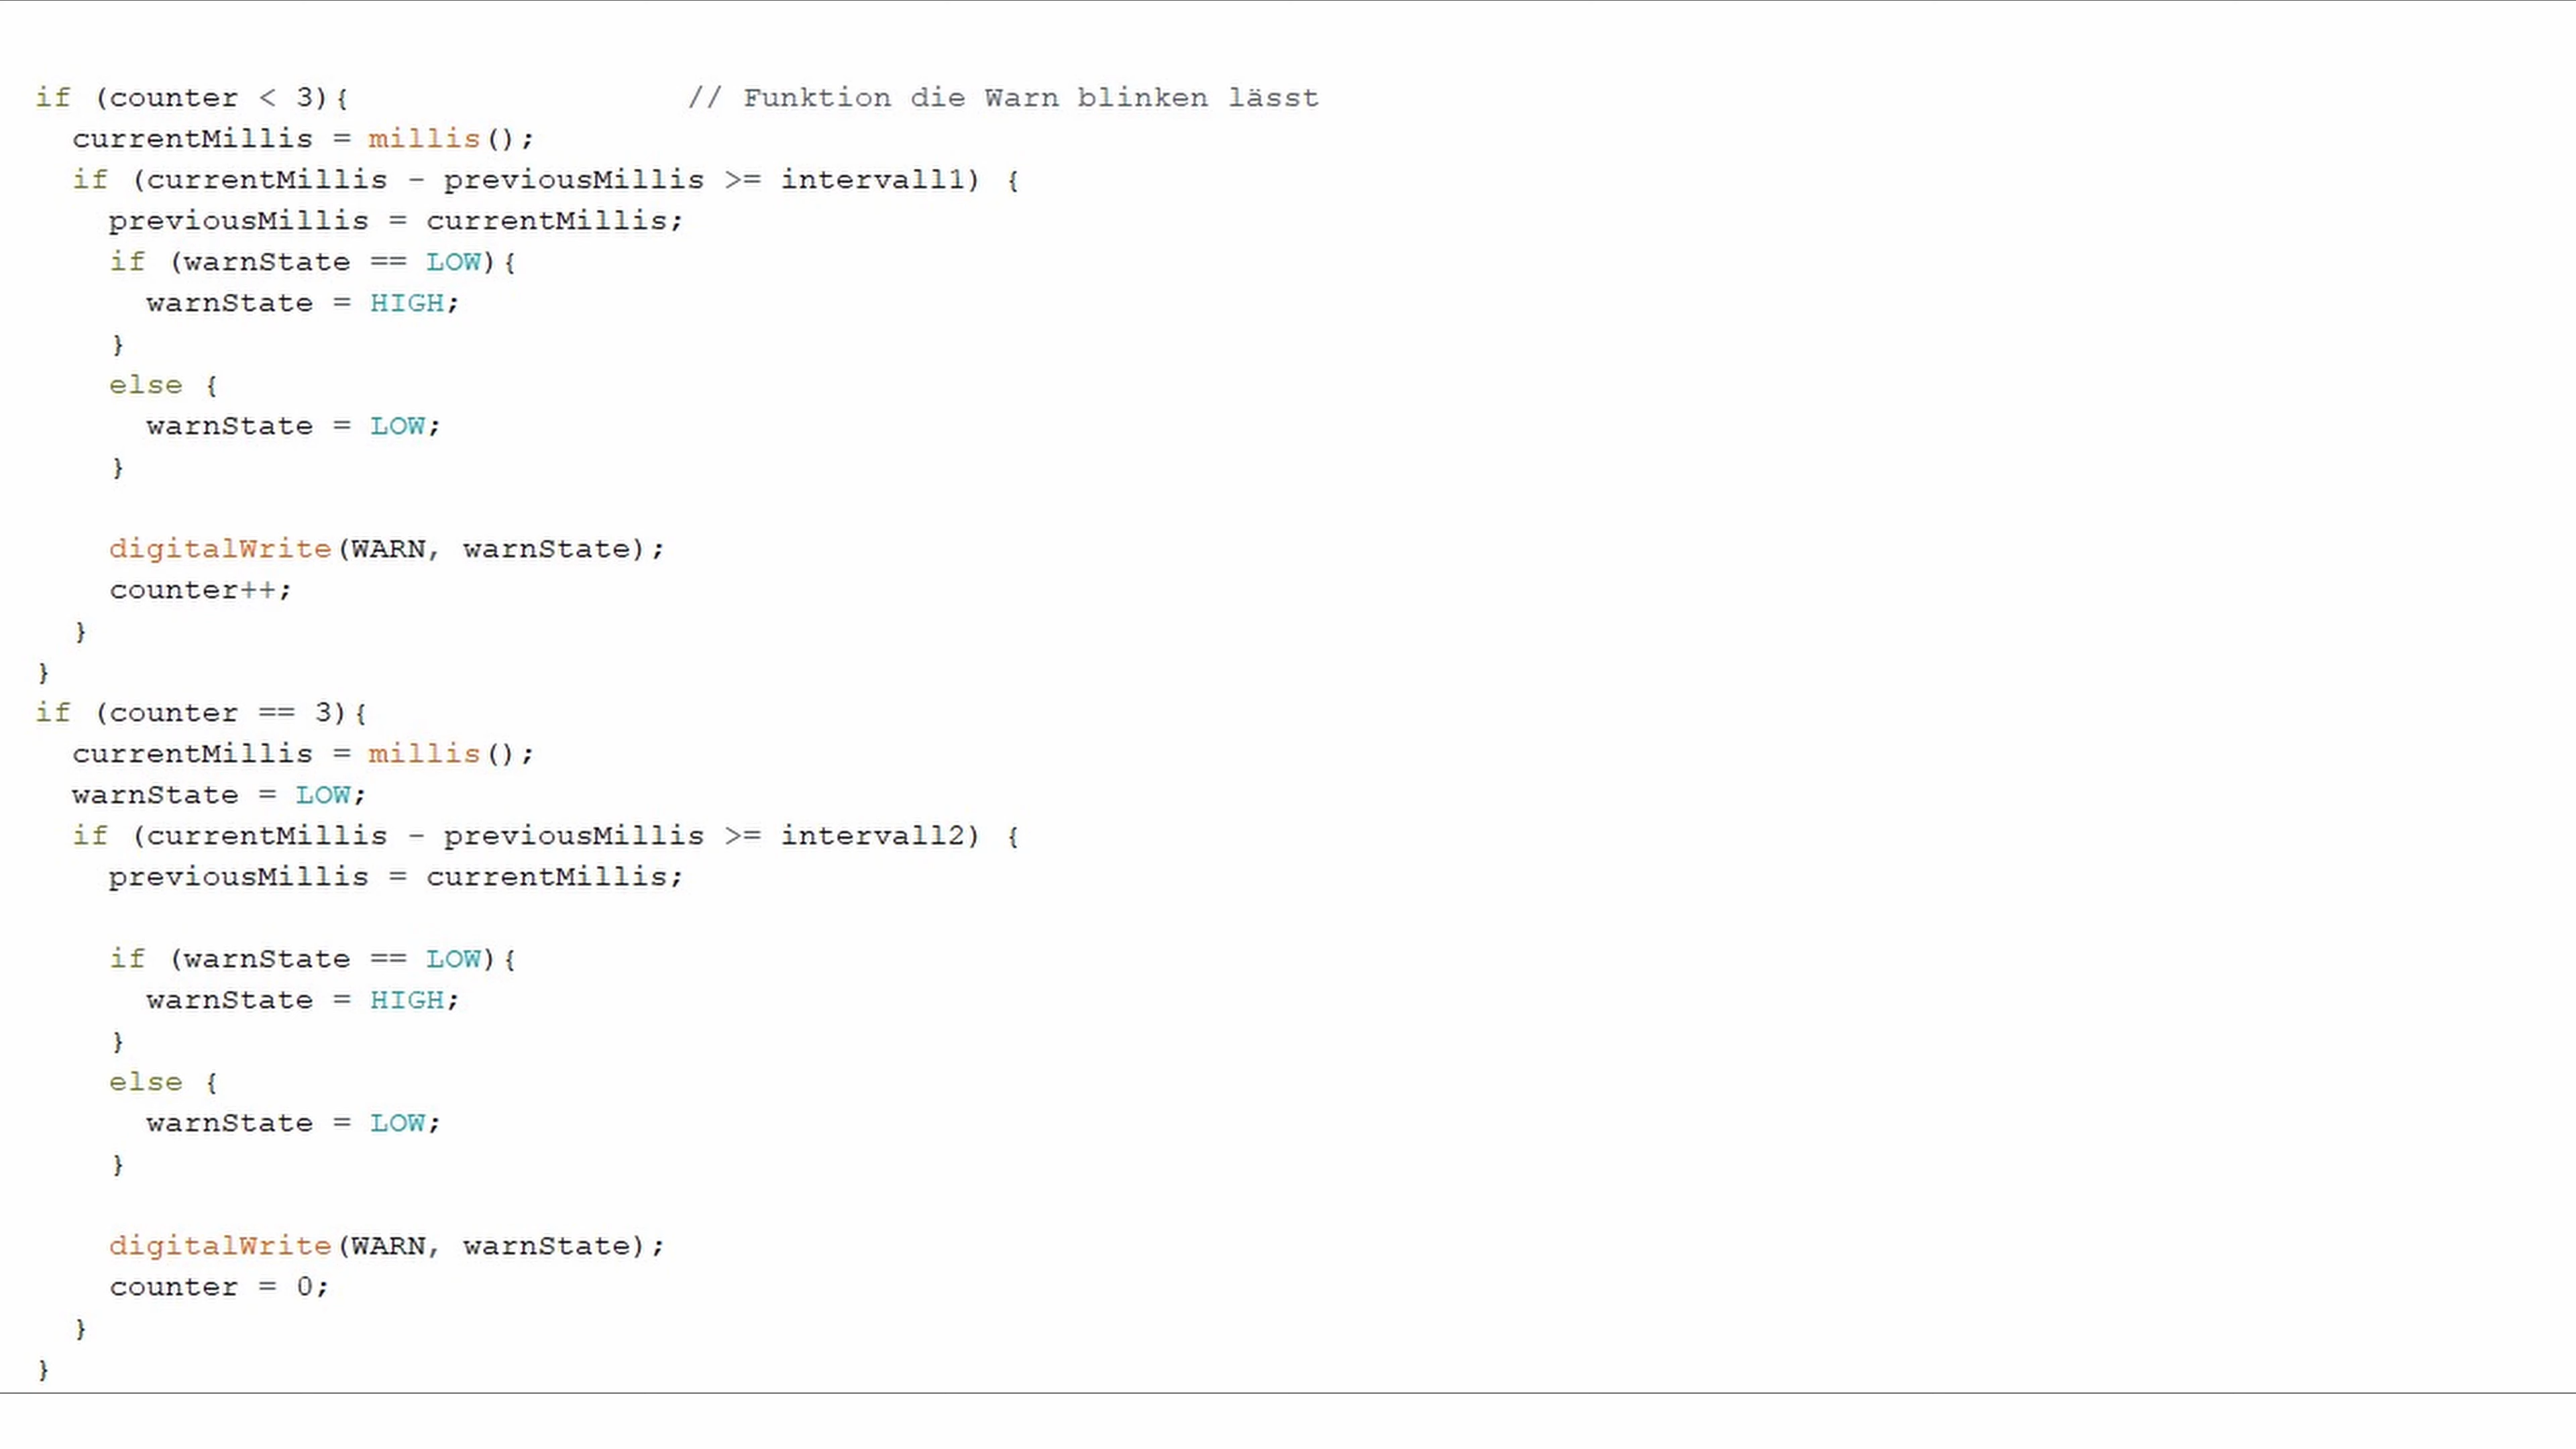 if (counter < 3){                   // Funktion die Warn blinken lässt
  currentMillis = millis();
  if (currentMillis - previousMillis >= intervall1) {
    previousMillis = currentMillis;
    if (warnState == LOW){
      warnState = HIGH;
    }
    else {
      warnState = LOW;
    }

    digitalWrite(WARN, warnState);
    counter++;
  }
}
if (counter == 3){
  currentMillis = millis();
  warnState = LOW;
  if (currentMillis - previousMillis >= intervall2) {
    previousMillis = currentMillis;

    if (warnState == LOW){
      warnState = HIGH;
    }
    else {
      warnState = LOW;
    }

    digitalWrite(WARN, warnState);
    counter = 0;
  }
}